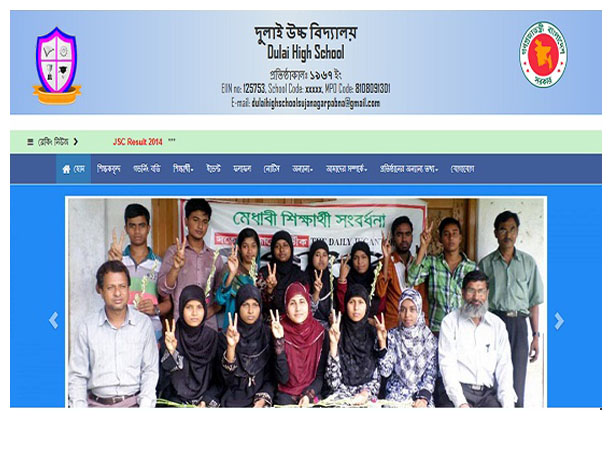 দুলাই উচ্চ বিদ্যালয়
Dulai High School
প্রতিষ্ঠাকালঃ ১৯৬৭ ইং
EIIN no: 125753, School Code: xxxxx, MPO Code: 8108091301
E-mail: dulaihighschoolsujanagarpabna@gmail.com
গণপ্রজাতন্ত্রী বাংলাদেশ
সরকার
ব্রেকিং নিউজ
JSC Result 2014 ***
হোম শিক্ষকবৃন্দ গভর্নিং বডি শিক্ষার্থী ইভেন্ট ফলাফল নোটিশ অন্যান্য আমাদের সম্পর্কে প্রতিষ্ঠানের অন্যান্য তথ্য যোগাযোগ
মেধাবী শিক্ষার্থী সংবর্ধনা
THE DAILY